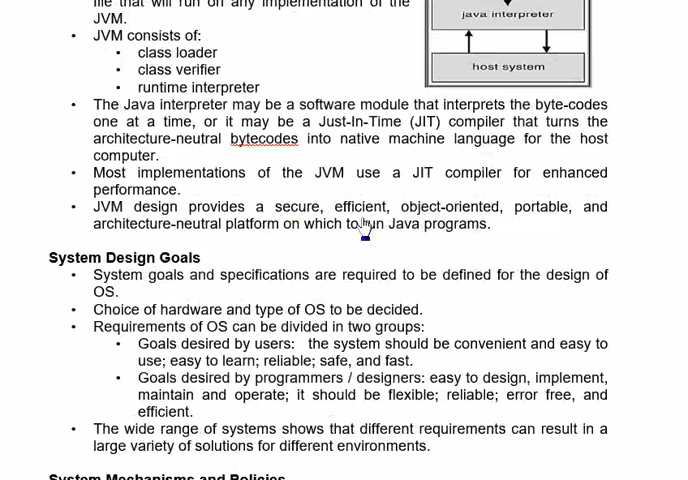 file that will run on any implementation of the
JVM.
• JVM consists of:
• class loader
• class verifier
• runtime interpreter
java interpreter
host system
• The Java interpreter may be a software module that interprets the byte-codes
one at a time, or it may be a Just-In-Time (JIT) compiler that turns the
architecture-neutral bytecodes into native machine language for the host
computer.
• Most implementations of the JVM use a JIT compiler for enhanced
performance.
• JVM design provides a secure, efficient, object-oriented, portable, and
architecture-neutral platform on which to run Java programs.
System Design Goals
• System goals and specifications are required to be defined for the design of
OS.
• Choice of hardware and type of OS to be decided.
• Requirements of OS can be divided in two groups:
• Goals desired by users: the system should be convenient and easy to
use; easy to learn; reliable; safe, and fast.
• Goals desired by programmers / designers: easy to design, implement,
maintain and operate; it should be flexible; reliable; error free, and
efficient.
• The wide range of systems shows that different requirements can result in a
large variety of solutions for different environments.
System Mechanisms and Policies